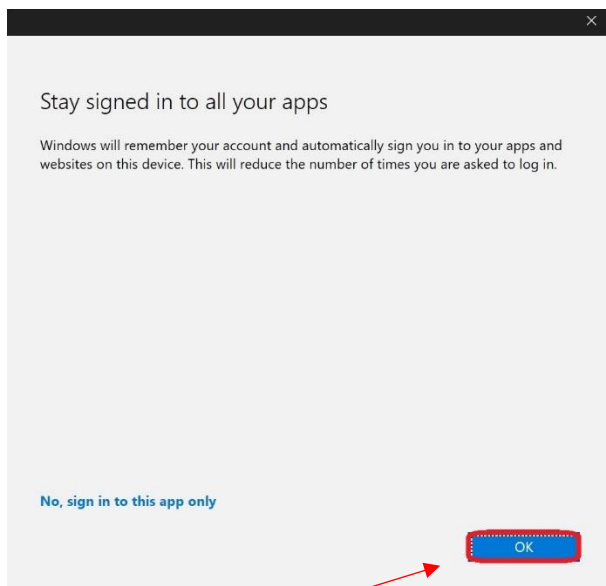 Stay signed in to all your apps
Windows will remember your account and automatically sign you in to your apps and
websites on this device. This will reduce the number of times you are asked to log in.
No, sign in to this app only
OK